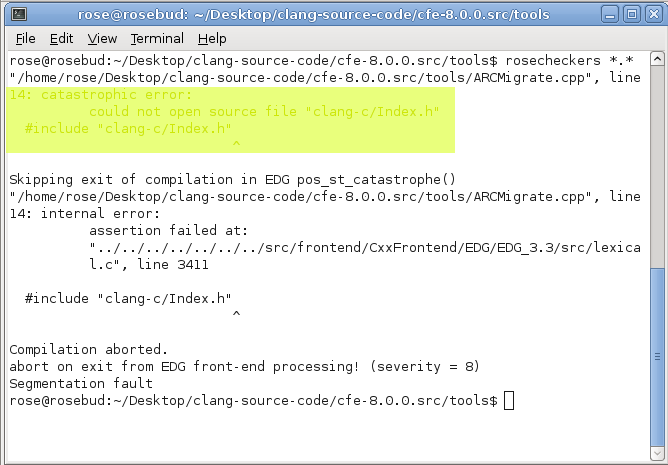 rose@rosebud:~/Desktop/clang-source-code/cfe-8.0.0.src/tools
File Edit View Terminal Help
rose@rosebud:~/Desktop/clang-source-code/cfe-8.0.0.src/tools$ rosecheckers *.*
"/home/rose/Desktop/clang-source-code/cfe-8.0.0.src/tools/ARCMigrate.cpp", line
14: catastrophic error:
could not open source file "clang-c/Index.h"
#include "clang-c/Index.h"
^
Skipping exit of compilation in EDG pos_st_catastrophe()
"/home/rose/Desktop/clang-source-code/cfe-8.0.0.src/tools/ARCMigrate.cpp", line
14: internal error:
assertion failed at:
"../../../../../../../src/frontend/CxxFrontend/EDG/EDG_3.3/src/lexica
l.c", line 3411
#include "clang-c/Index.h"
^
Compilation aborted.
abort on exit from EDG front-end processing! (severity = 8)
Segmentation fault
rose@rosebud:~/Desktop/clang-source-code/cfe-8.0.0.src/tools$